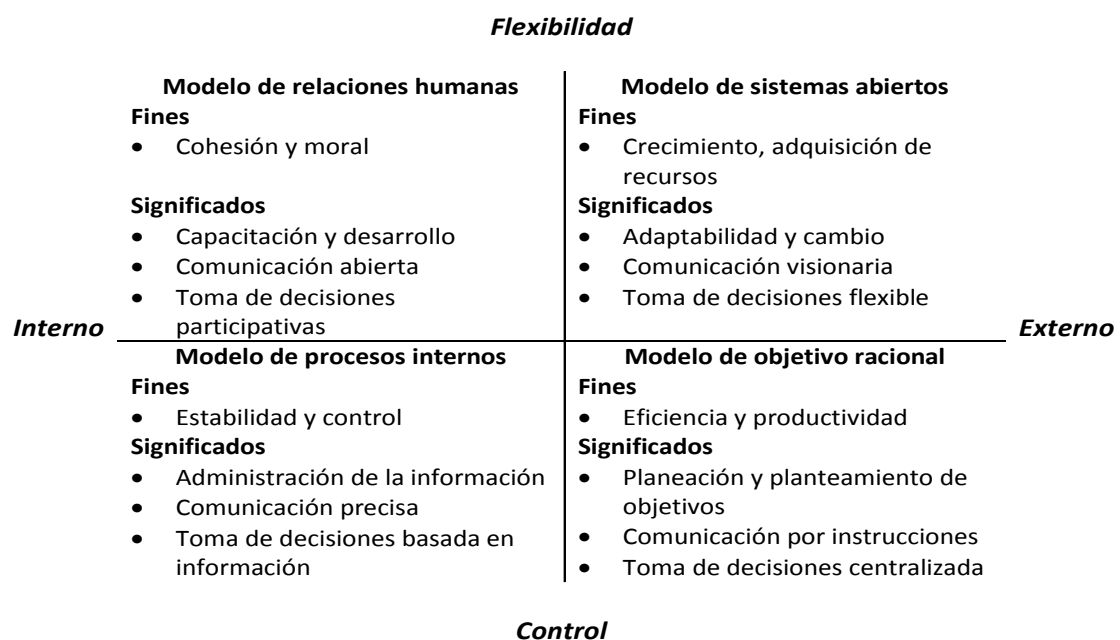 Flexibilidad
Modelo de relaciones humanas
Fines
• Cohesión y moral
Significados
• Capacitación y desarrollo
• Comunicación abierta
• Toma de decisiones
participativas
Modelo de sistemas abiertos
Fines
• Crecimiento, adquisición de
recursos
Significados
• Adaptabilidad y cambio
• Comunicación visionaria
• Toma de decisiones flexible
Interno
Externo
Modelo de procesos internos
Fines
• Estabilidad y control
Significados
• Administración de la información
• Comunicación precisa
• Toma de decisiones basada en
información
Modelo de objetivo racional
Fines
• Eficiencia y productividad
Significados
• Planeación y planteamiento de
objetivos
• Comunicación por instrucciones
• Toma de decisiones centralizada
Control